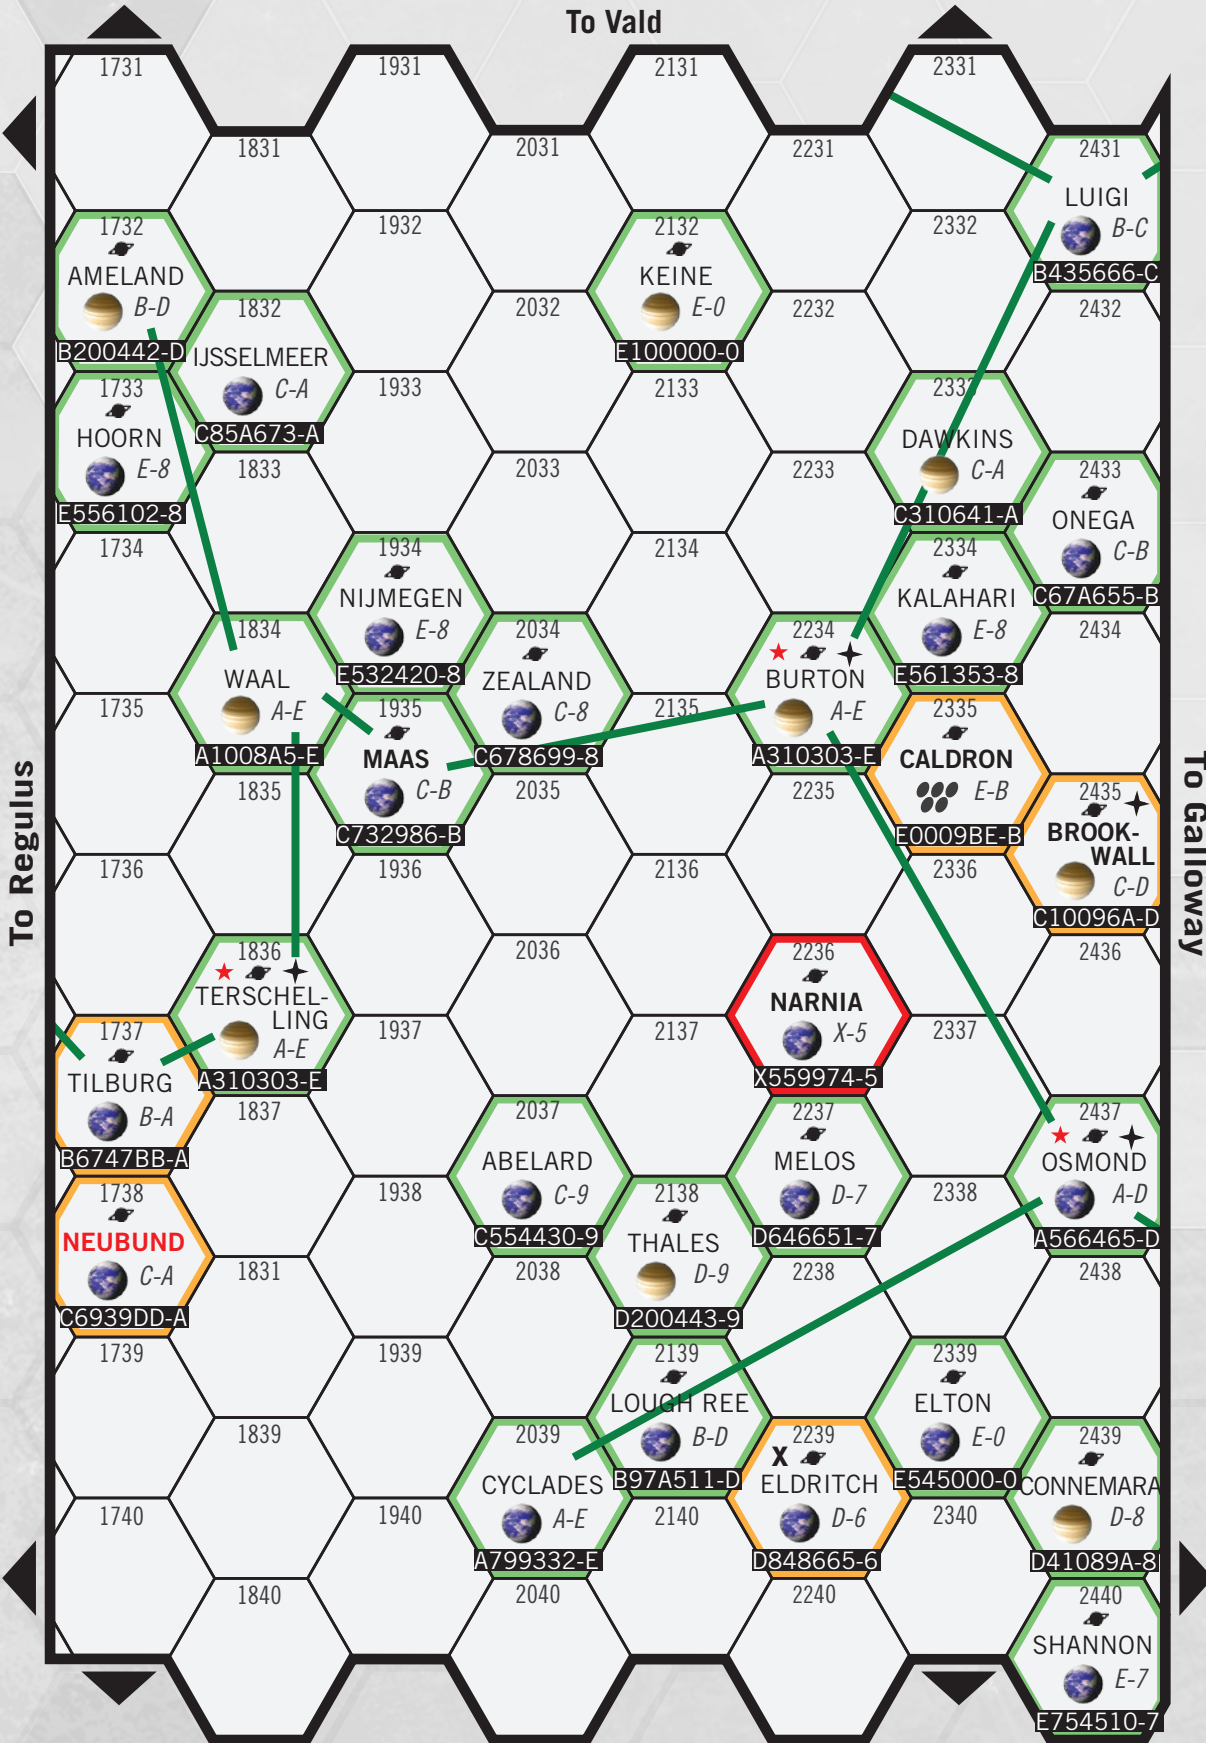 To Vald
1731
1931
2131
2331
1831
2031
2231
2431
LUIGI
B-C
B435666-C
1732
AMELAND
B-D
B200442-D
1932
2132
KEINE
E-0
E100000-0
2332
1832
IJSSELMEER
C-A
C85A673-A
2032
2232
2432
1733
HOORN
E-8
E556102-8
1933
2133
2333
DAWKINS
C-A
C310641-A
1833
2033
2233
2433
ONEGA
C-B
C67A655-B
1734
1934
NIJMEGEN
E-8
E532420-8
2134
2334
KALAHARI
E-8
E561353-8
1834
WAAL
A-E
A1008A5-E
2034
ZEALAND
C-8
C678699-8
2234
BURTON
A-E
A310303-E
2434
1735
1935
MAAS
C-B
C732986-B
2135
2335
CALDRON
E-B
E0009BE-B
1835
2035
2235
2435
BROOK-
WALL
C-D
C10096A-D
To Regulus
To Galloway
1736
1936
2136
2336
1836
TERSCHEL-
LING
A-E
A310303-E
2036
2236
NARNIA
X-5
X559974-5
2436
1737
TILBURG
B-A
B6747BB-A
1937
2137
2337
1837
2037
ABELARD
C-9
C554430-9
2237
MELOS
D-7
D646651-7
2437
OSMOND
A-D
A566465-D
1738
NEUBUND
C-A
C6939DD-A
1938
2138
THALES
D-9
D200443-9
2338
1831
2038
2238
2438
1739
1939
2139
LOUGH REE
B-D
B97A511-D
2339
ELTON
E-0
E545000-0
1839
2039
CYCLADES
A-E
A799332-E
2239
X
ELDRITCH
D-6
D848665-6
2439
CONNEMARA
D-8
D41089A-8
1740
1940
2140
2340
1840
2040
2240
2440
SHANNON
E-7
E754510-7